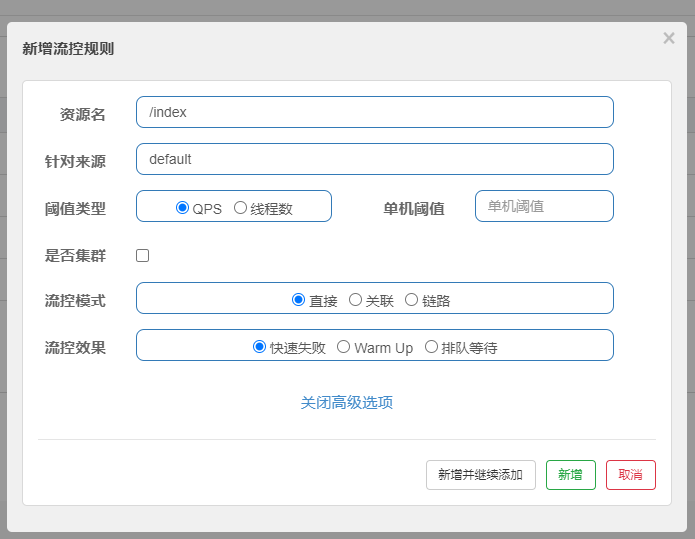 新增流控规则 ×
资源名 /index
针对来源 default
阈值类型 QPS 线程数 单机阈值 单机阈值
是否集群
流控模式 直接 关联 链路
流控效果 快速失败 Warm Up 排队等待
关闭高级选项
新增并继续添加 新增 取消